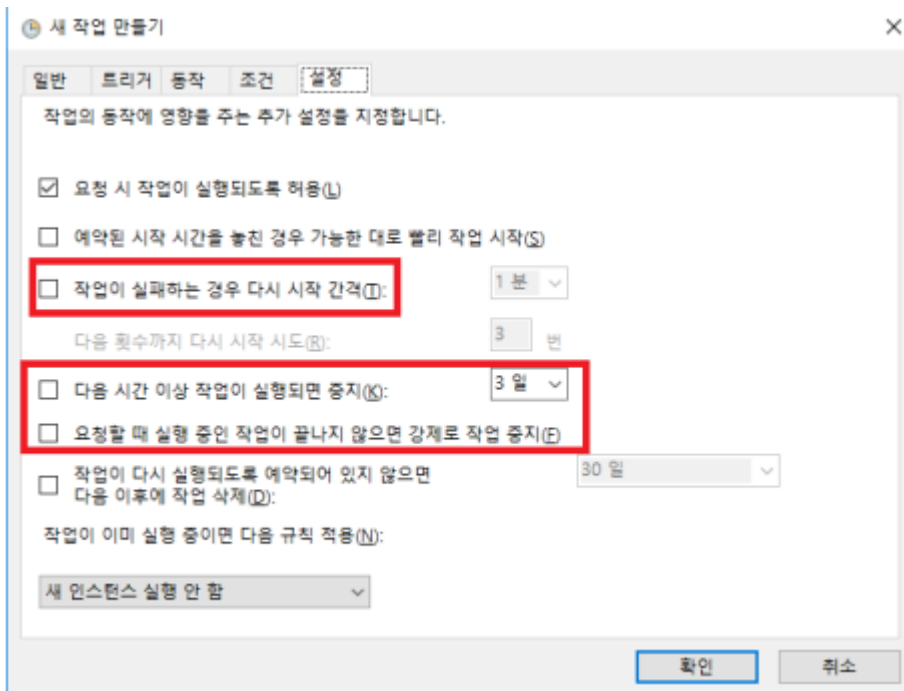 새 작업 만들기
일반 트리거 동작 조건 설정
작업의 동작에 영향을 주는 추가 설정을 지정합니다.
요청 시 작업이 실행되도록 허용(L)
예약된 시작 시간을 놓친 경우 가능한 대로 빨리 작업 시작(S)
작업이 실패하는 경우 다시 시작 간격(T): 1 분
다음 횟수까지 다시 시작 시도(R): 3 번
다음 시간 이상 작업이 실행되면 중지(K): 3 일
요청할 때 실행 중인 작업이 끝나지 않으면 강제로 작업 중지(F)
작업이 다시 실행되도록 예약되어 있지 않으면 30 일
다음 이후에 작업 삭제(D):
작업이 이미 실행 중이면 다음 규칙 적용(N):
새 인스턴스 실행 안 함
확인 취소